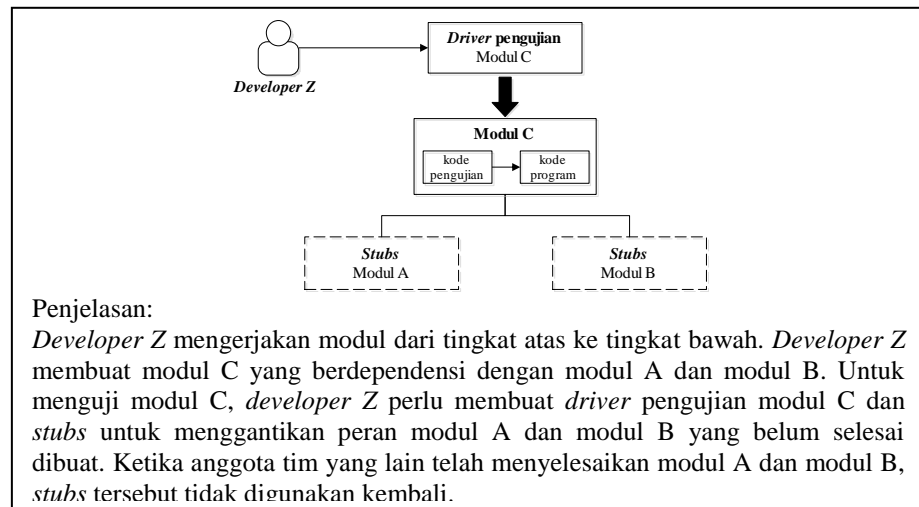 Driver pengujian
Modul C
Developer Z
Modul C
kode
pengujian
kode
program
Stubs
Modul A
Stubs
Modul B
Penjelasan:
Developer Z mengerjakan modul dari tingkat atas ke tingkat bawah. Developer Z
membuat modul C yang berdependensi dengan modul A dan modul B. Untuk
menguji modul C, developer Z perlu membuat driver pengujian modul C dan
stubs untuk menggantikan peran modul A dan modul B yang belum selesai
dibuat. Ketika anggota tim yang lain telah menyelesaikan modul A dan modul B,
stubs tersebut tidak digunakan kembali.